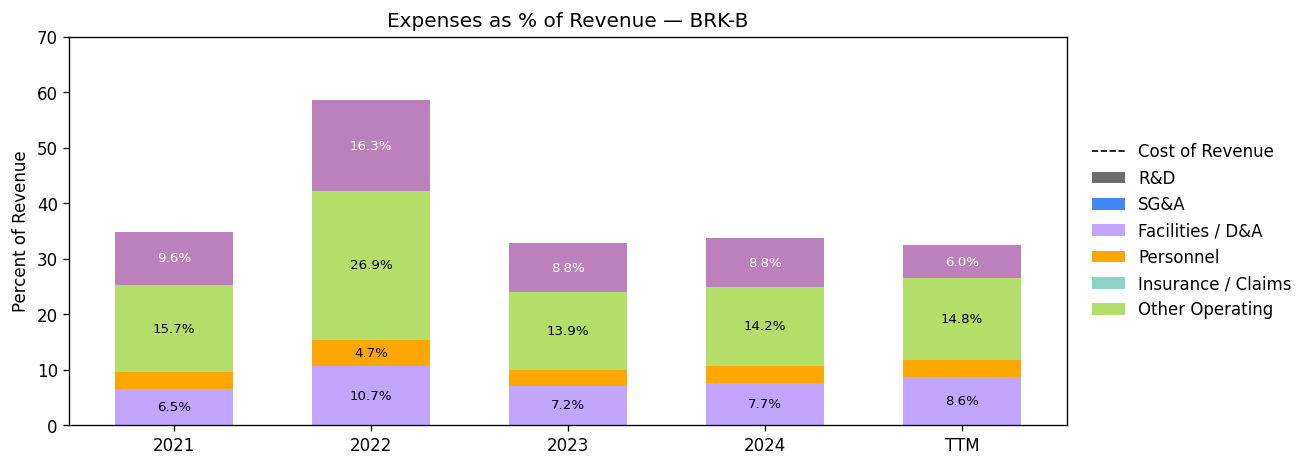 Expenses as % of Revenue — BRK-B
Percent of Revenue
70
60
50
40
30
20
10
0
9.6%
15.7%
6.5%
16.3%
26.9%
4.7%
10.7%
8.8%
13.9%
7.2%
8.8%
14.2%
7.7%
6.0%
14.8%
8.6%
2021 2022 2023 2024 TTM
Cost of Revenue
R&D
SG&A
Facilities / D&A
Personnel
Insurance / Claims
Other Operating